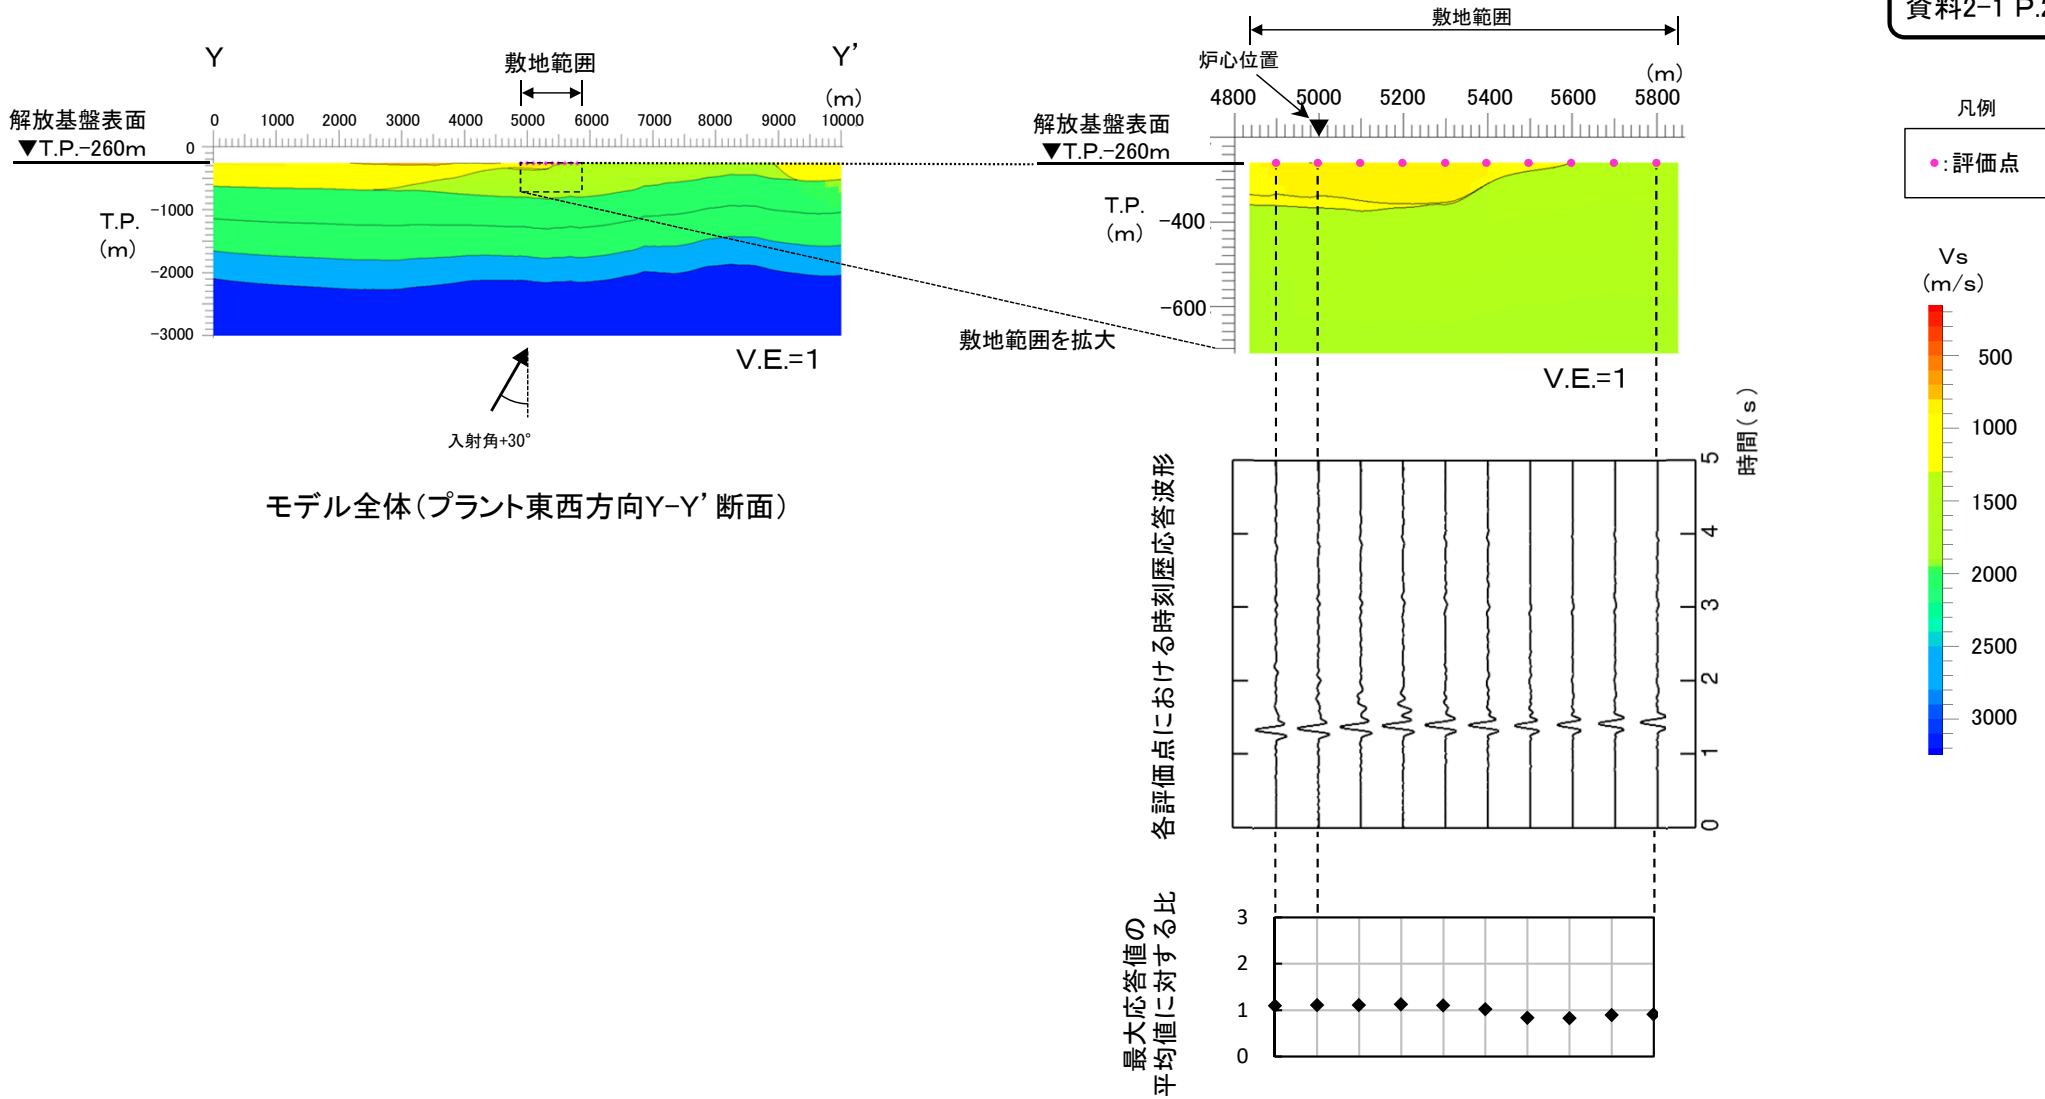 資料2-1 P.2
Y
Y’
敷地範囲
(m)
解放基盤表面
▼T.P.-260m
0 1000 2000 3000 4000 5000 6000 7000 8000 9000 10000
0
-1000
-2000
-3000
T.P.
(m)
V.E.=1
入射角+30°
モデル全体(プラント東西方向Y-Y’断面)
敷地範囲を拡大
敷地範囲
炉心位置
(m)
4800 5000 5200 5400 5600 5800
解放基盤表面
▼T.P.-260m
T.P.
(m)
-400
-600
V.E.=1
各評価点における時刻歴応答波形
時間(s)
5
4
3
2
1
0
最大応答値の
平均値に対する比
3
2
1
0
凡例
●:評価点
Vs
(m/s)
500
1000
1500
2000
2500
3000